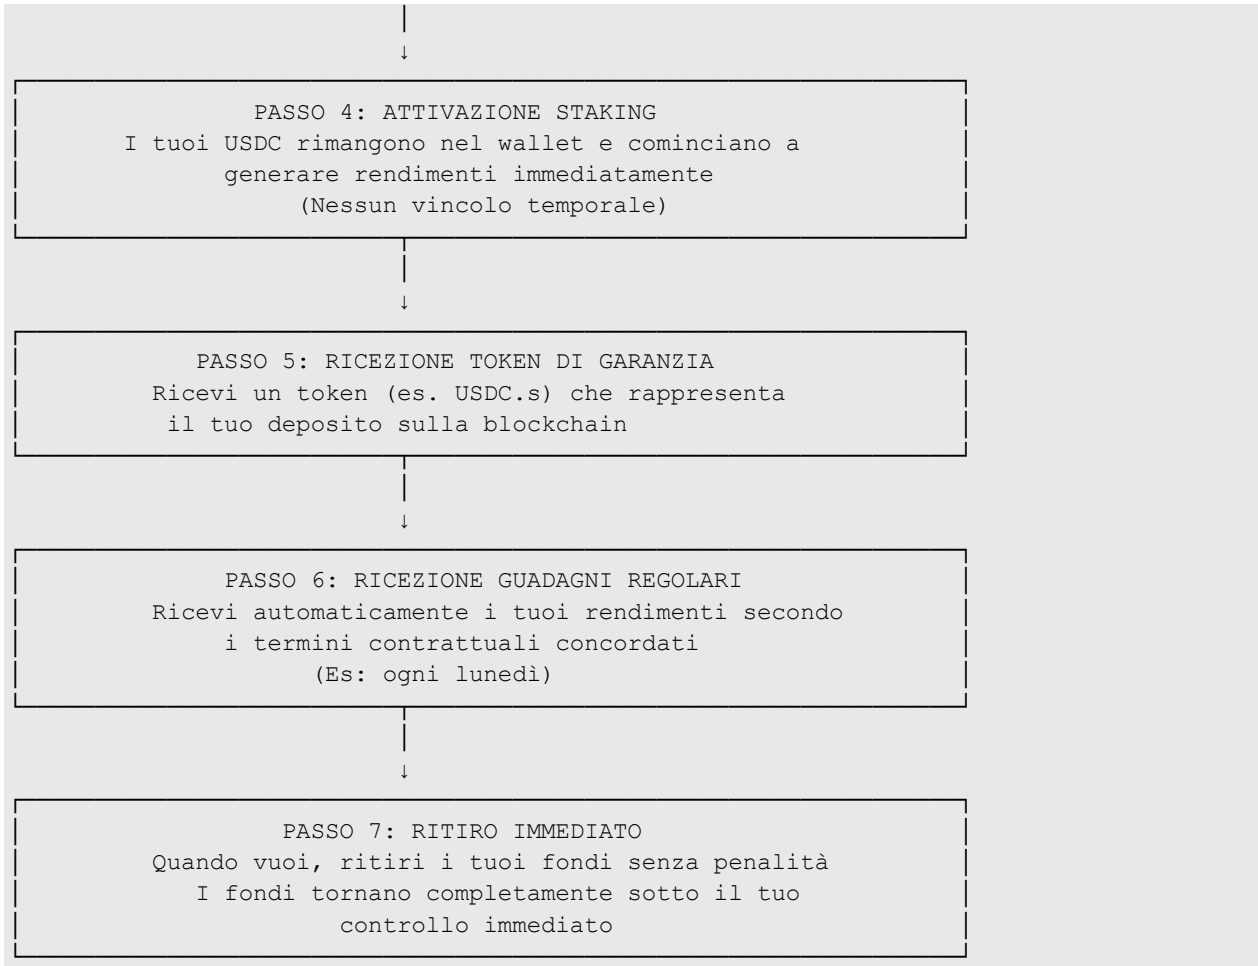 ↓
PASSO 4: ATTIVAZIONE STAKING
I tuoi USDC rimangono nel wallet e cominciano a
generare rendimenti immediatamente
(Nessun vincolo temporale)
↓
PASSO 5: RICEZIONE TOKEN DI GARANZIA
Ricevi un token (es. USDC.s) che rappresenta
il tuo deposito sulla blockchain
↓
PASSO 6: RICEZIONE GUADAGNI REGOLARI
Ricevi automaticamente i tuoi rendimenti secondo
i termini contrattuali concordati
(Es: ogni lunedì)
↓
PASSO 7: RITIRO IMMEDIATO
Quando vuoi, ritiri i tuoi fondi senza penalità
I fondi tornano completamente sotto il tuo
controllo immediato